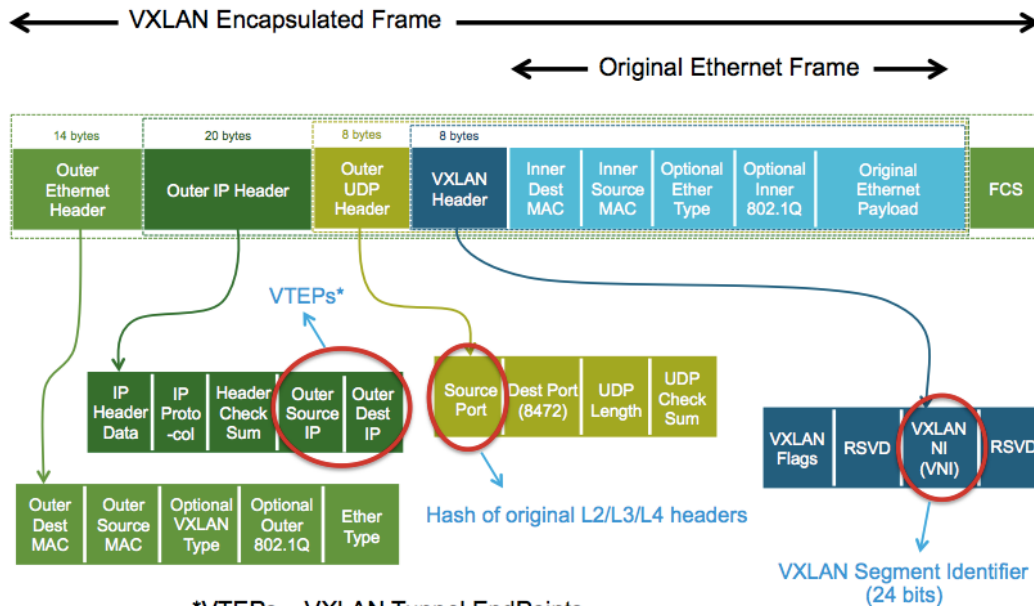 VXLAN Encapsulated Frame
Original Ethernet Frame
14 bytes
20 bytes
8 bytes
8 bytes
Outer
Ethernet
Header
Outer IP Header
Outer
UDP
Header
VXLAN
Header
Inner
Dest
MAC
Inner
Source
MAC
Optional
Ether
Type
Optional
Inner
802.1Q
Original
Ethernet
Payload
FCS
VTEPs*
IP
Header
Data
IP
Proto
-col
Header
Check
Sum
Outer
Source
IP
Outer
Dest
IP
Source
Port
Dest Port
(8472)
UDP
Length
UDP
Check
Sum
VXLAN
Flags
RSVD
VXLAN
NI
(VNI)
RSVD
Outer
Dest
MAC
Outer
Source
MAC
Optional
VXLAN
Type
Optional
Outer
802.1Q
Ether
Type
Hash of original L2/L3/L4 headers
VXLAN Segment Identifier
(24 bits)
*VTEPs VXLAN Tunnel EndPoints